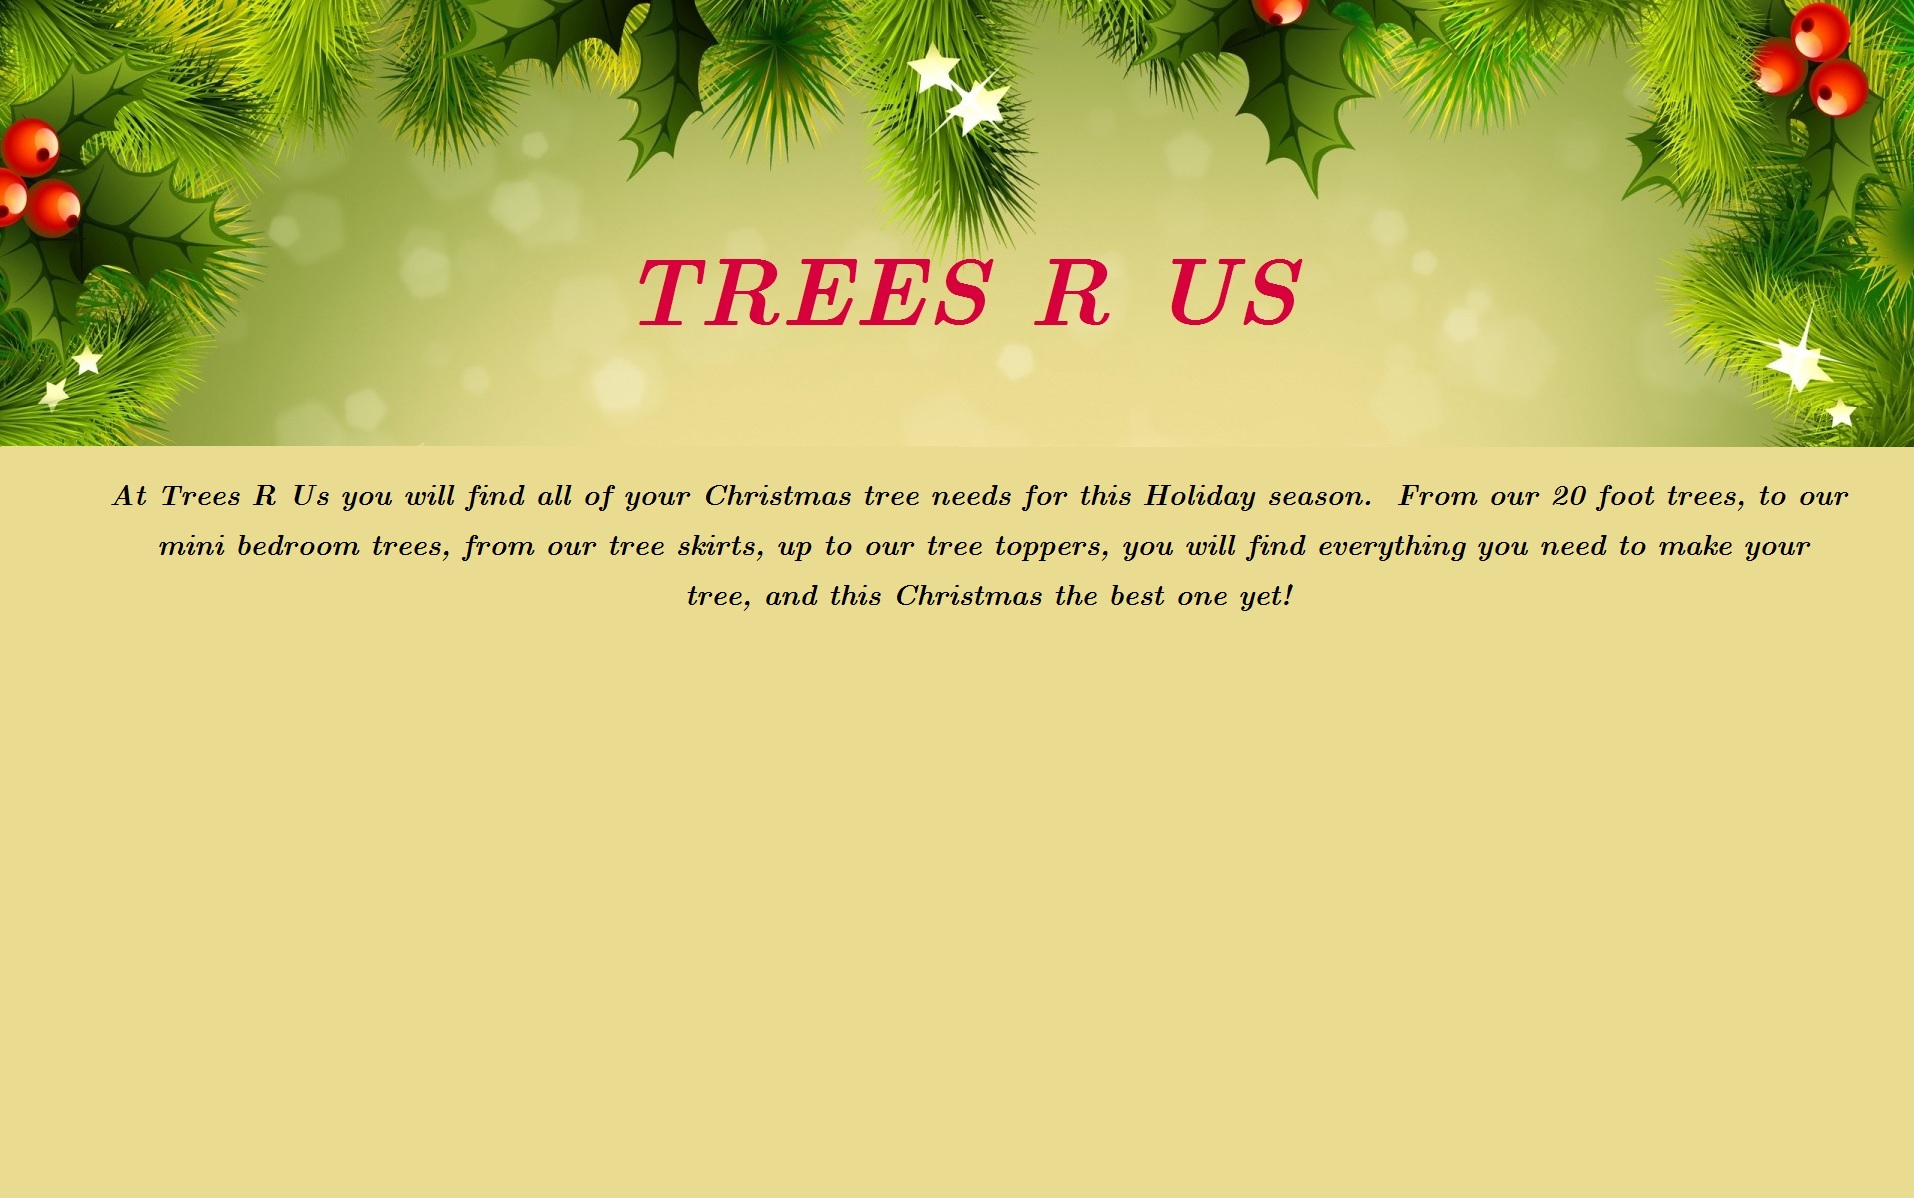 TREES R US
At Trees R Us you will find all of your Christmas tree needs for this Holiday season.  From our 20 foot trees, to our
mini bedroom trees, from our tree skirts, up to our tree toppers, you will find everything you need to make your
tree, and this Christmas the best one yet!